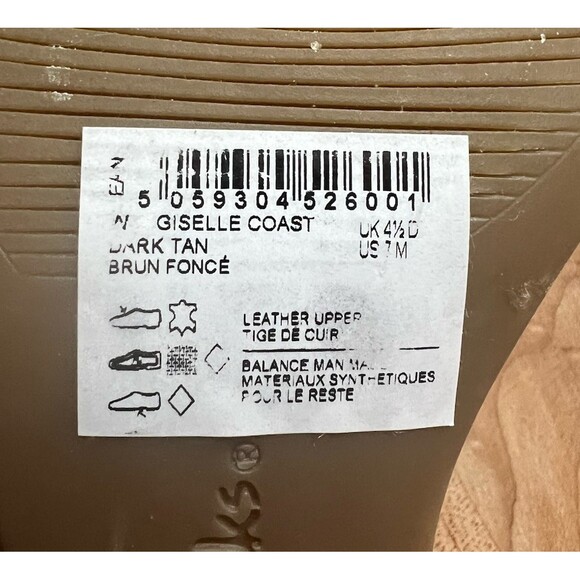 EAN
5 059304 526001
W GISELLE COAST
UK 4½ D
DARK TAN
US 7 M
BRUN FONCÉ
LEATHER UPPER
TIGE DE CUIR
BALANCE MAN MADE
MATERIAUX SYNTHETIQUES
POUR LE RESTE
ks®